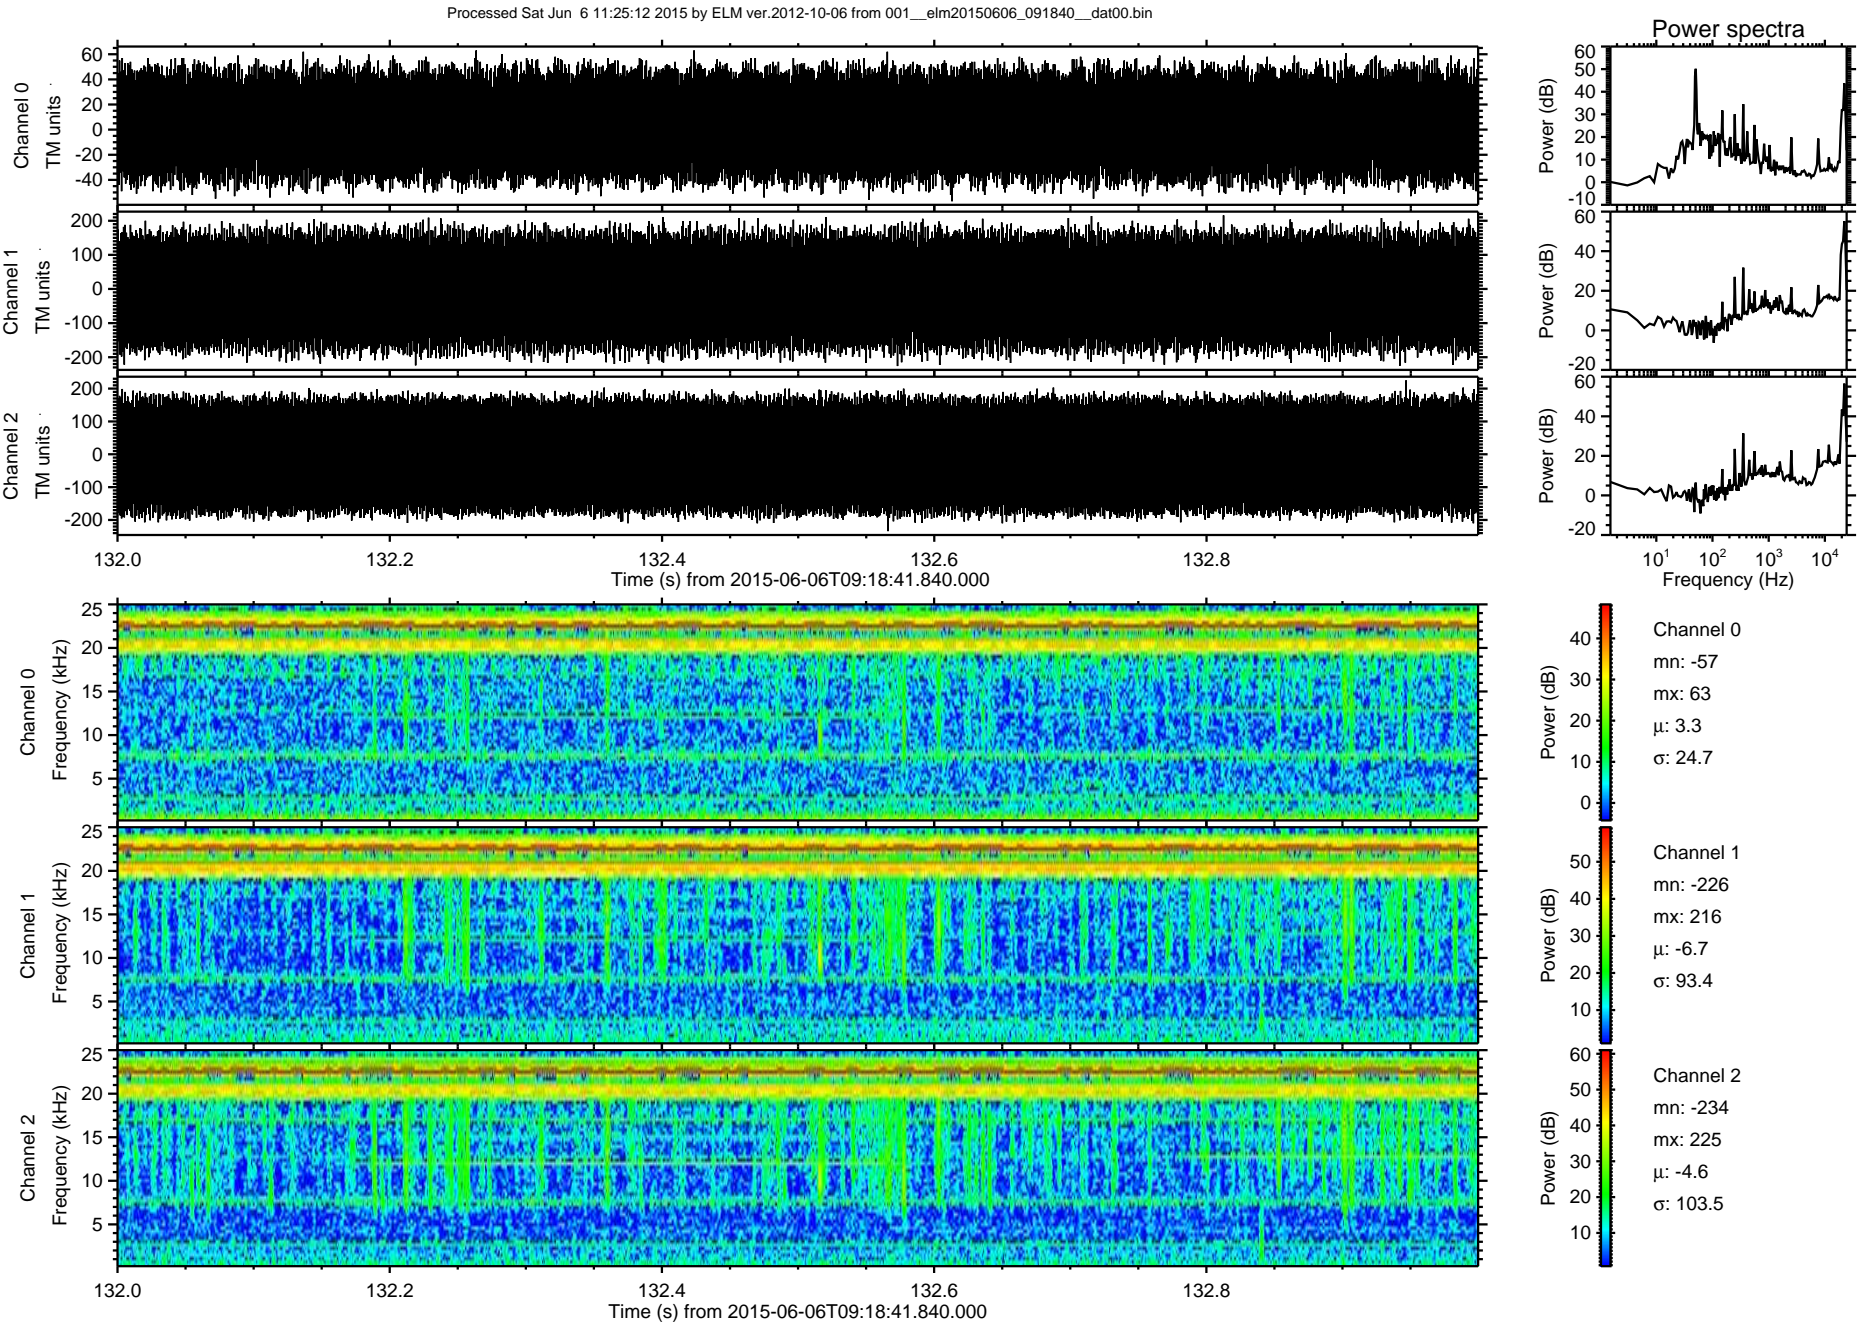 Processed Sat Jun  6 11:25:12 2015 by ELM ver.2012-10-06 from 001__elm20150606_091840__dat00.bin
Power spectra
Channel 0
TM units
60
40
20
0
-20
-40
Power (dB)
60
50
40
30
20
10
0
-10
Channel 1
TM units
200
100
0
-100
-200
Power (dB)
60
40
20
0
-20
Channel 2
TM units
200
100
0
-100
-200
Power (dB)
60
40
20
0
-20
132.0 132.2 132.4 132.6 132.8
Time (s) from 2015-06-06T09:18:41.840.000
10¹ 10² 10³ 10⁴
Frequency (Hz)
Channel 0
Frequency (kHz)
25
20
15
10
5
Power (dB)
40
30
20
10
0
Channel 0
mn: -57
mx: 63
μ: 3.3
σ: 24.7
Channel 1
Frequency (kHz)
25
20
15
10
5
Power (dB)
50
40
30
20
10
Channel 1
mn: -226
mx: 216
μ: -6.7
σ: 93.4
Channel 2
Frequency (kHz)
25
20
15
10
5
Power (dB)
60
50
40
30
20
10
Channel 2
mn: -234
mx: 225
μ: -4.6
σ: 103.5
132.0 132.2 132.4 132.6 132.8
Time (s) from 2015-06-06T09:18:41.840.000